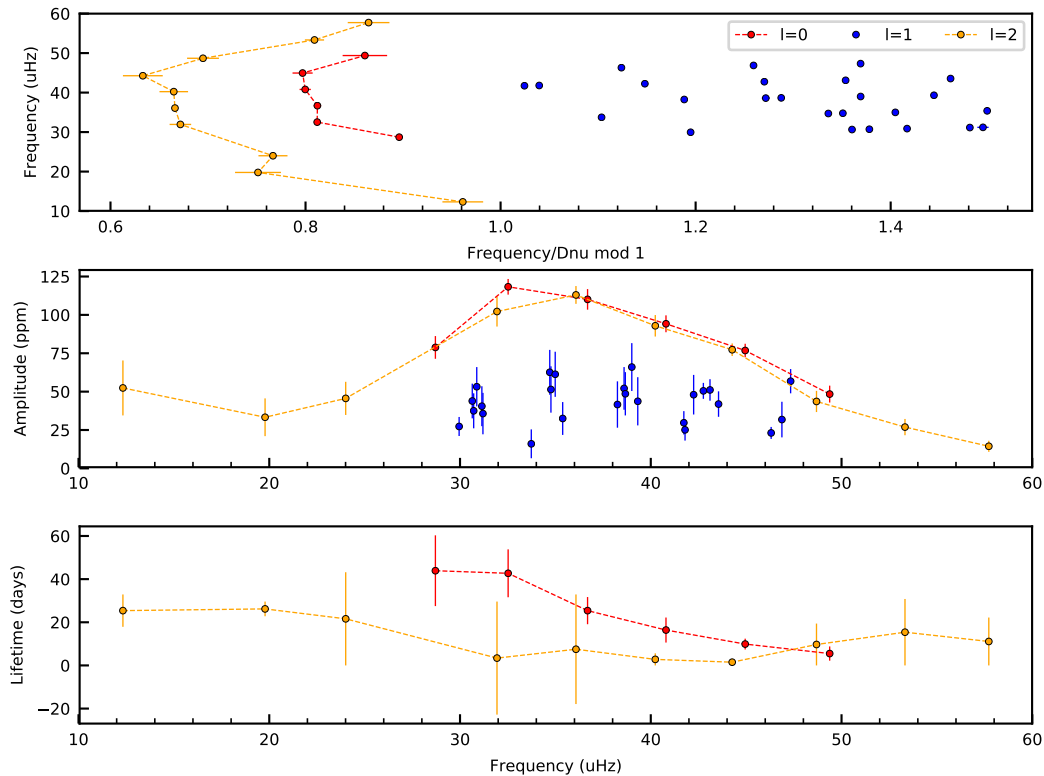 60
50
40
30
20
10
Frequency (uHz)
l=0 l=1 l=2
0.6 0.8 1.0 1.2 1.4
Frequency/Dnu mod 1
125
100
75
50
25
0
Amplitude (ppm)
10 20 30 40 50 60
60
40
20
0
−20
Lifetime (days)
10 20 30 40 50 60
Frequency (uHz)